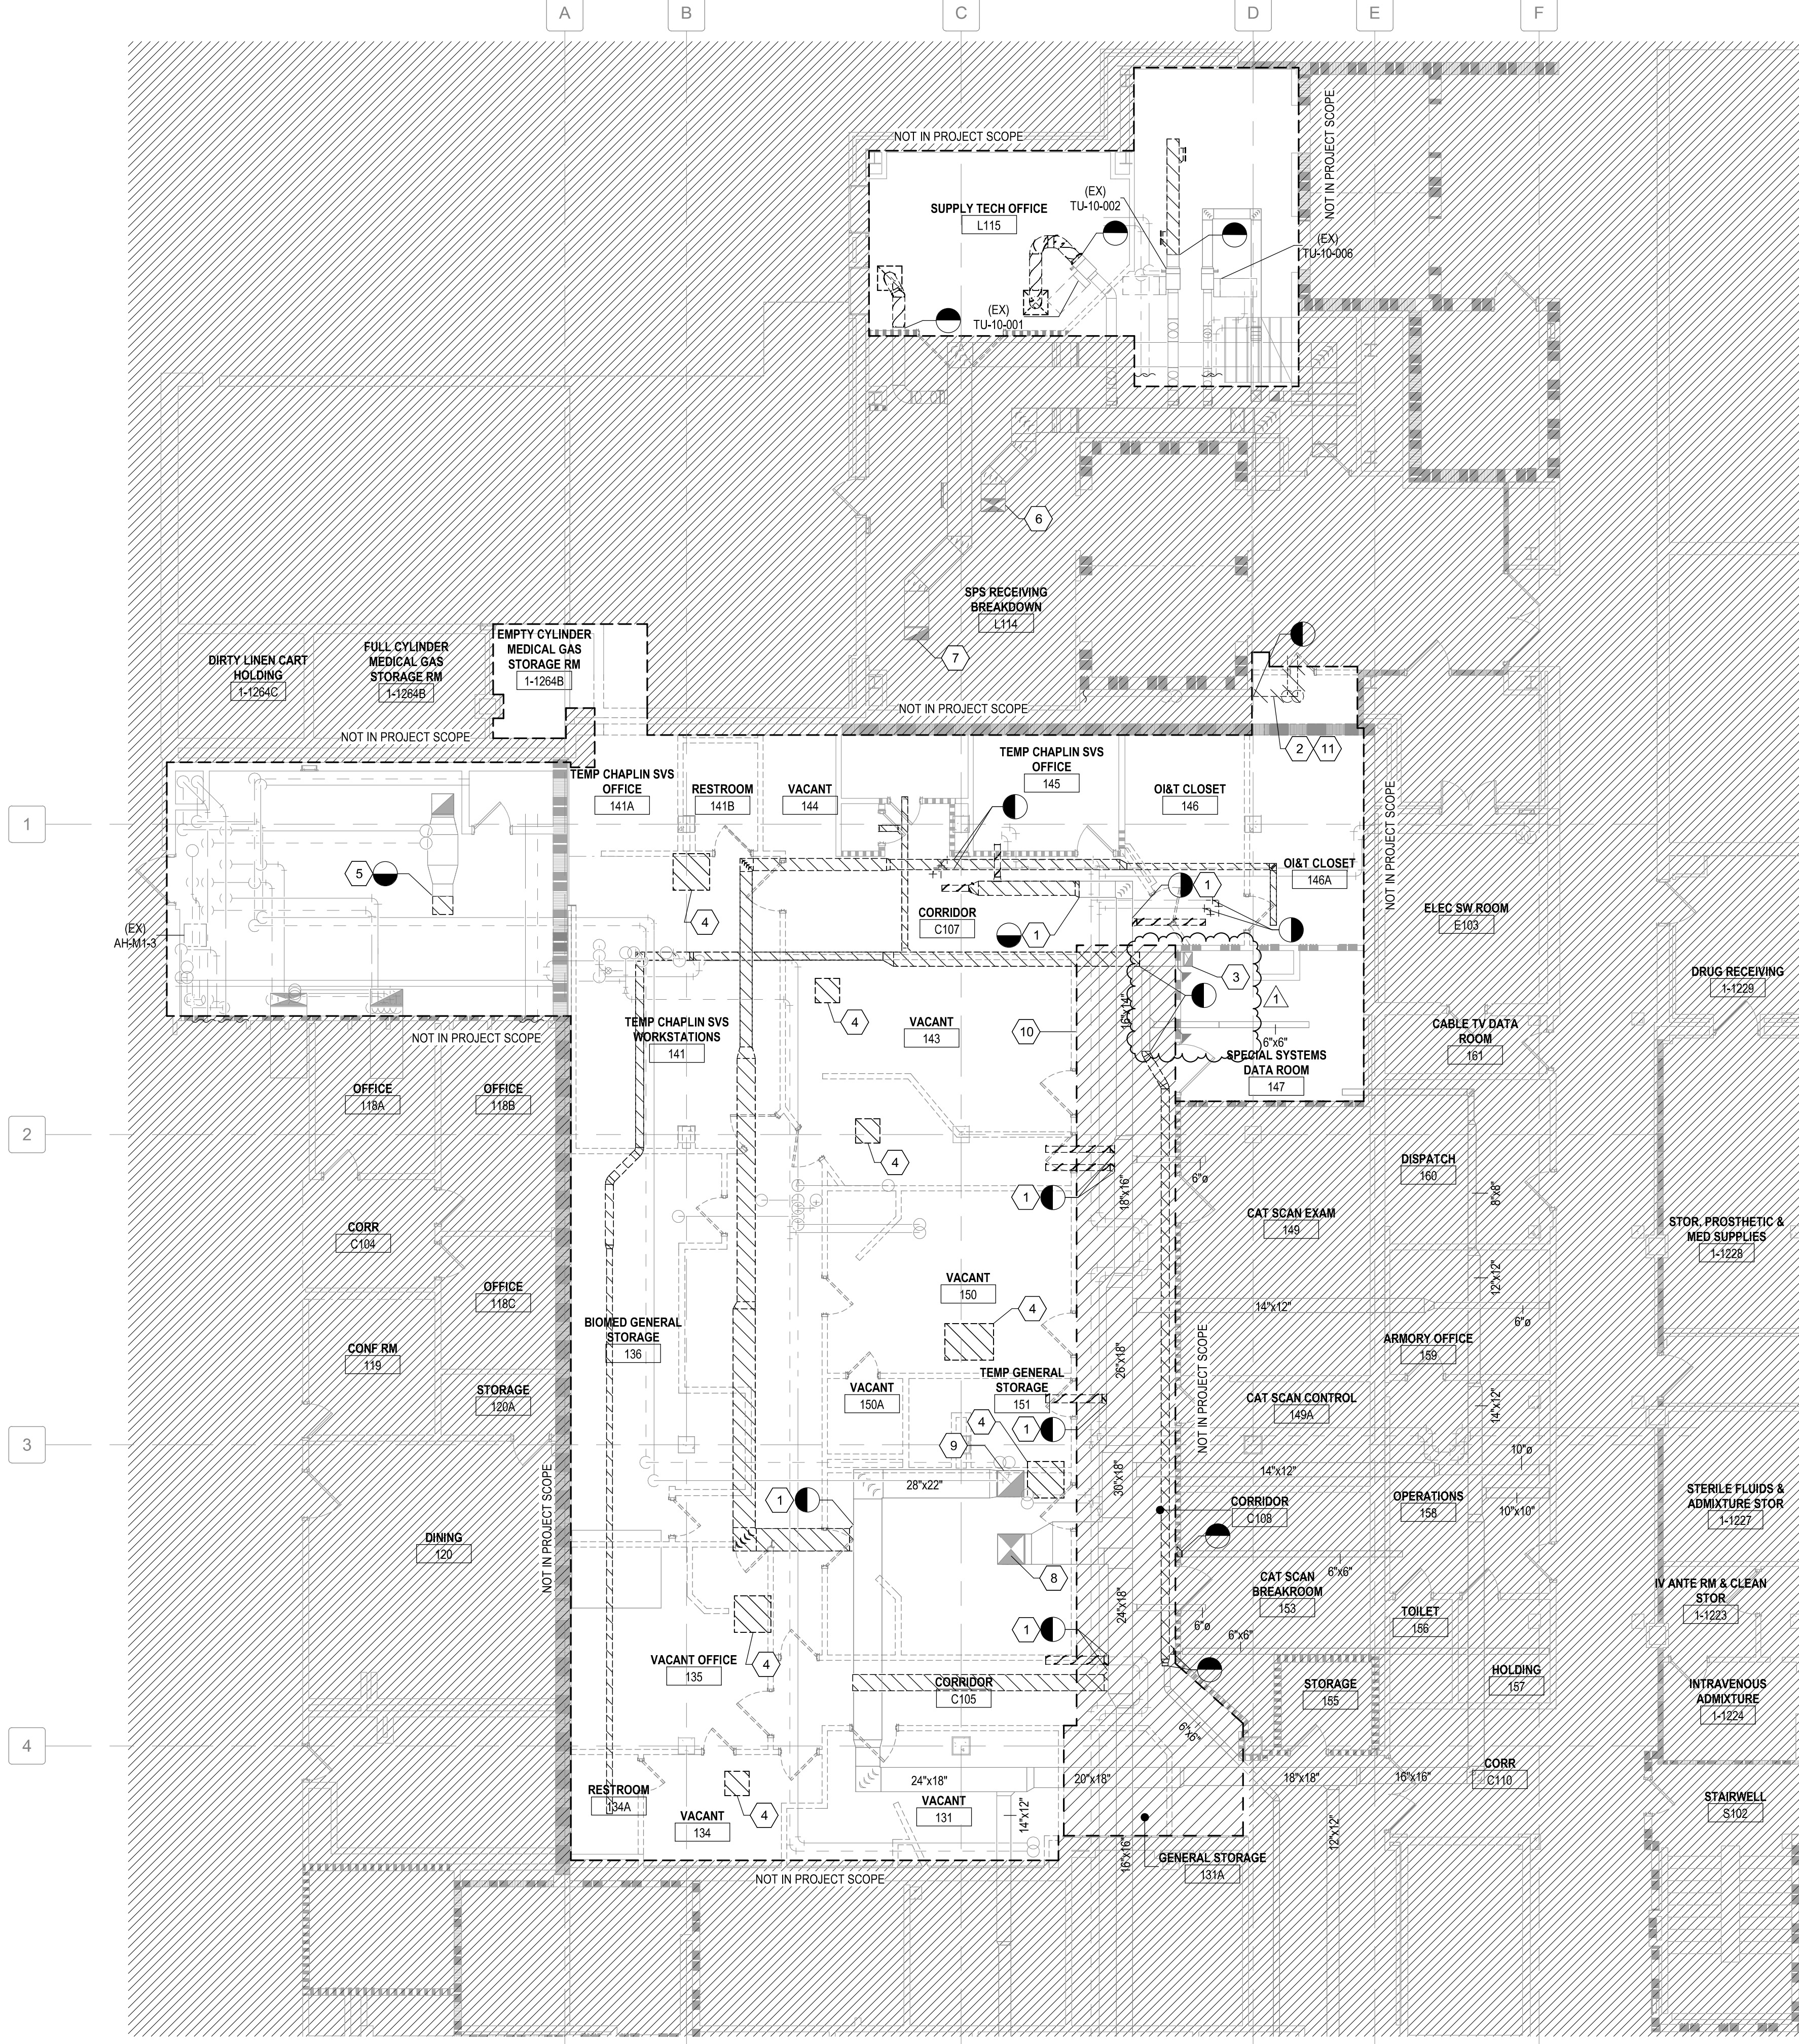 A
B
C
D
E
F
NOT IN PROJECT SCOPE
NOT IN PROJECT SCOPE
SUPPLY TECH OFFICE
L115
(EX)
TU-10-002
(EX)
TU-10-006
(EX)
TU-10-001
6
SPS RECEIVING
BREAKDOWN
L114
7
DIRTY LINEN CART
HOLDING
1-1264C
FULL CYLINDER
MEDICAL GAS
STORAGE RM
1-1264B
EMPTY CYLINDER
MEDICAL GAS
STORAGE RM
1-1264B
NOT IN PROJECT SCOPE
NOT IN PROJECT SCOPE
2
11
TEMP CHAPLIN SVS
OFFICE
141A
RESTROOM
141B
VACANT
144
TEMP CHAPLIN SVS
OFFICE
145
OI&T CLOSET
146
NOT IN PROJECT SCOPE
1
5
4
OI&T CLOSET
146A
1
CORRIDOR
C107
1
ELEC SW ROOM
E103
(EX)
AH-M1-3
3
1
DRUG RECEIVING
1-1229
4
16"x14"
TEMP CHAPLIN SVS
WORKSTATIONS
141
VACANT
143
10
6"x6"
CABLE TV DATA
ROOM
161
NOT IN PROJECT SCOPE
SPECIAL SYSTEMS
DATA ROOM
147
OFFICE
118A
OFFICE
118B
2
4
DISPATCH
160
6"ø
1
18"x16"
8"x8"
CAT SCAN EXAM
149
STOR, PROSTHETIC &
MED SUPPLIES
1-1228
CORR
C104
OFFICE
118C
VACANT
150
12"x12"
4
14"x12"
6"ø
BIOMED GENERAL
STORAGE
136
ARMORY OFFICE
159
NOT IN PROJECT SCOPE
CONF RM
119
26"x18"
STORAGE
120A
VACANT
150A
TEMP GENERAL
STORAGE
151
CAT SCAN CONTROL
149A
14"x12"
4
1
9
3
10"ø
14"x12"
28"x22"
30"x18"
1
CORRIDOR
C108
OPERATIONS
158
10"x10"
STERILE FLUIDS &
ADMIXTURE STOR
1-1227
NOT IN PROJECT SCOPE
DINING
120
8
6"x6"
CAT SCAN
BREAKROOM
153
24"x18"
IV ANTE RM & CLEAN
STOR
1-1223
TOILET
156
1
6"ø
6"x6"
VACANT OFFICE
135
4
CORRIDOR
C105
STORAGE
155
HOLDING
157
INTRAVENOUS
ADMIXTURE
1-1224
6"x6"
4
24"x18"
20"x18"
18"x18"
16"x16"
CORR
C110
RESTROOM
134A
4
VACANT
134
VACANT
131
14"x12"
12"x12"
STAIRWELL
S102
16"x16"
GENERAL STORAGE
131A
NOT IN PROJECT SCOPE